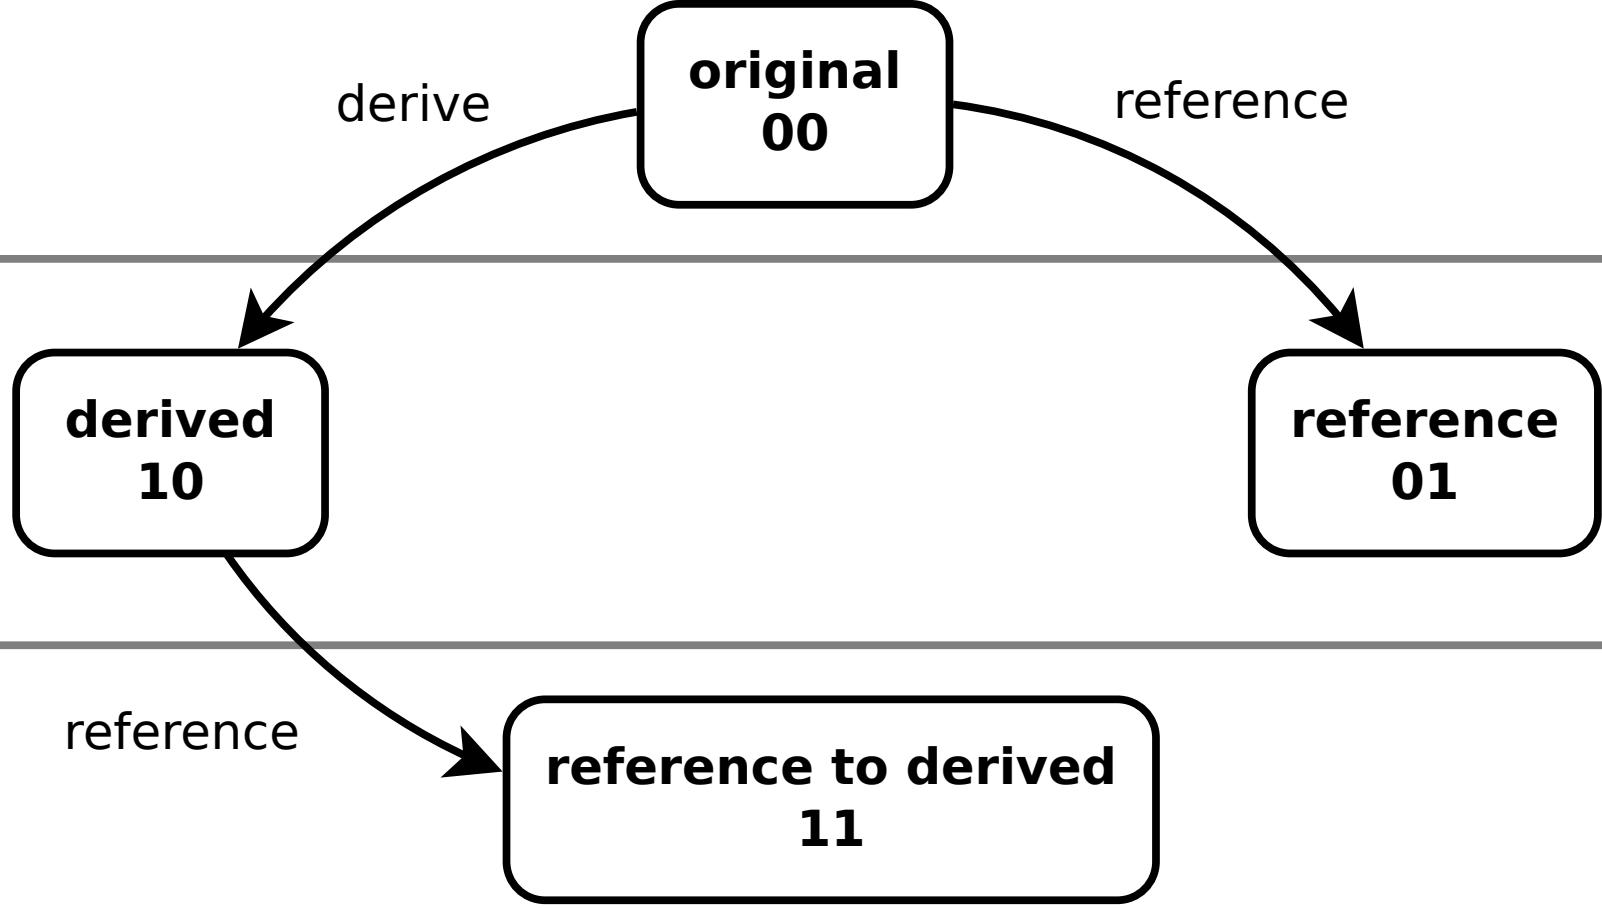 original
00
derive
reference
derived
10
reference
01
reference
reference to derived
11